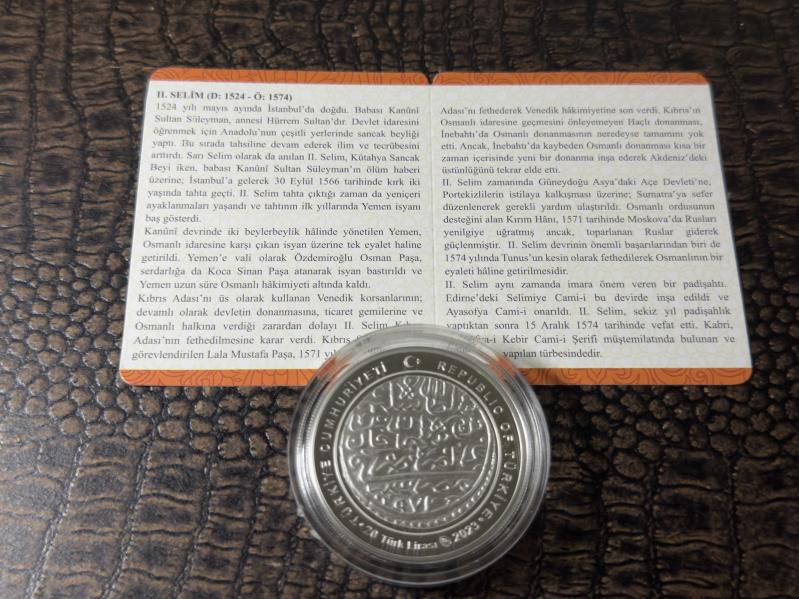 II. SELİM (D: 1524 - Ö: 1574)
1524 yılı mayıs ayında İstanbul'da doğdu. Babası Kanûnî
Sultan Süleyman, annesi Hürrem Sultan'dır. Devlet idaresini
öğrenmek için Anadolu'nun çeşitli yerlerinde sancak beyliği
yaptı. Bu sırada tahsiline devam ederek ilim ve tecrübesini
arttırdı. Sarı Selim olarak da anılan II. Selim, Kütahya Sancak
Beyi iken, babası Kanûnî Sultan Süleyman'ın ölüm haberi
üzerine; İstanbul'a gelerek 30 Eylül 1566 tarihinde kırk iki
yaşında tahta geçti. II. Selim tahta çıktığı zaman da yeniçeri
ayaklanmaları yaşandı ve tahtının ilk yıllarında Yemen isyanı
baş gösterdi.
Kanûnî devrinde iki beylerbeylik hâlinde yönetilen Yemen,
Osmanlı idaresine karşı çıkan isyan üzerine tek eyalet haline
getirildi. Yemen'e vali olarak Özdemiroğlu Osman Paşa,
serdarlığa da Koca Sinan Paşa atanarak isyan bastırıldı ve
Yemen uzun süre Osmanlı hâkimiyeti altında kaldı.
Kıbrıs Adası'nı üs olarak kullanan Venedik korsanlarının;
devamlı olarak devletin donanmasına, ticaret gemilerine ve
Osmanlı halkına verdiği zarardan dolayı II. Selim
Adası'nın fethedilmesine karar verdi. Kıbrıs
görevlendirilen Lala Mustafa Paşa, 1571
Adası'nı fethederek Venedik hâkimiyetine son verdi. Kıbrıs'ın
Osmanlı idaresine geçmesini önleyemeyen Haçlı donanması,
İnebahtı'da Osmanlı donanmasının neredeyse tamamını yok
etti. Ancak, İnebahtı'da kaybeden Osmanlı donanması kısa bir
zaman içerisinde yeni bir donanma inşa ederek Akdeniz'deki
üstünlüğünü tekrar elde etti.
II. Selim zamanında Güneydoğu Asya'daki Açe Devleti'ne,
Portekizlilerin istilaya kalkışması üzerine; Sumatra'ya sefer
düzenlenerek gerekli yardım ulaştırıldı. Osmanlı ordusunun
desteğini alan Kırım Hânı, 1571 tarihinde Moskova'da Rusları
yenilgiye uğratmış ancak, toparlanan Ruslar giderek
güçlenmiştir. II. Selim devrinin önemli başarılarından biri de
1574 yılında Tunus'un kesin olarak fethedilerek Osmanlının bir
eyaleti hâline getirilmesidir.
II. Selim aynı zamanda imara önem veren bir padişahtı.
Edirne'deki Selimiye Cami-i bu devirde inşa edildi ve
Ayasofya Cami-i onarıldı. II. Selim, sekiz yıl padişahlık
yaptıktan sonra 15 Aralık 1574 tarihinde vefat etti. Kabri,
Kebir Cami-i Şerifi müştemilatında bulunan ve
yapılan türbesindedir.
TÜRKİYE CUMHURİYETİ
REPUBLIC OF TÜRKİYE
20 Türk Lirası 2023